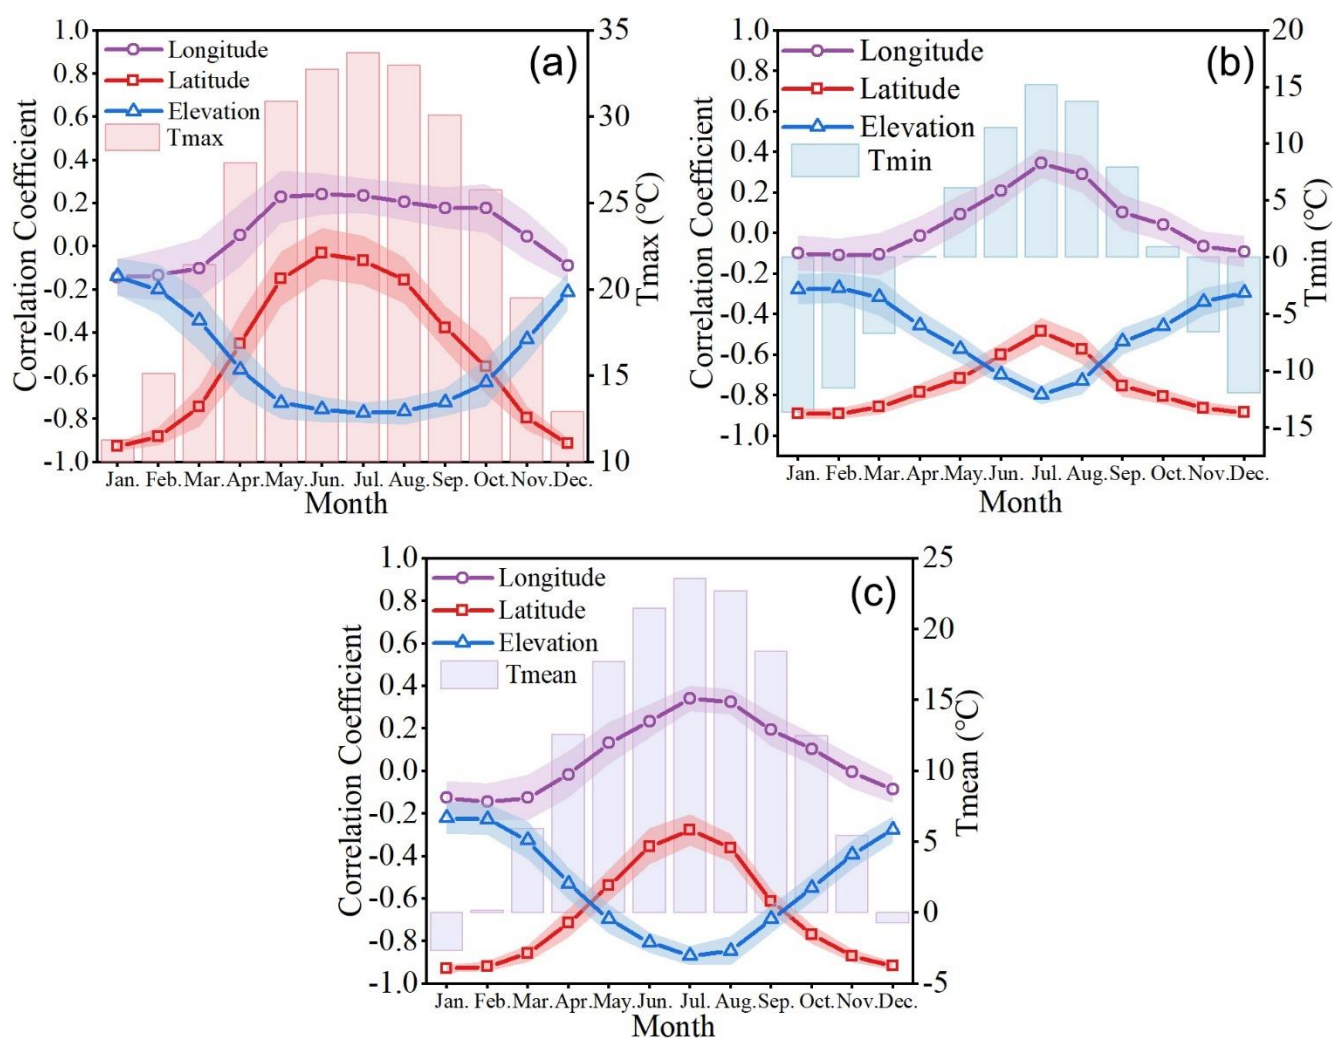 (a)
Longitude
Latitude
Elevation
Tmax
1.0
0.8
0.6
0.4
0.2
0.0
-0.2
-0.4
-0.6
-0.8
-1.0
Correlation Coefficient
35
30
25
20
15
10
Tmax (°C)
Jan. Feb. Mar. Apr. May. Jun. Jul. Aug. Sep. Oct. Nov. Dec.
Month
(b)
Longitude
Latitude
Elevation
Tmin
1.0
0.8
0.6
0.4
0.2
0.0
-0.2
-0.4
-0.6
-0.8
-1.0
Correlation Coefficient
20
15
10
5
0
-5
-10
-15
Tmin (°C)
Jan. Feb. Mar. Apr. May. Jun. Jul. Aug. Sep. Oct. Nov. Dec.
Month
(c)
Longitude
Latitude
Elevation
Tmean
1.0
0.8
0.6
0.4
0.2
0.0
-0.2
-0.4
-0.6
-0.8
-1.0
Correlation Coefficient
25
20
15
10
5
0
-5
Tmean (°C)
Jan. Feb. Mar. Apr. May. Jun. Jul. Aug. Sep. Oct. Nov. Dec.
Month